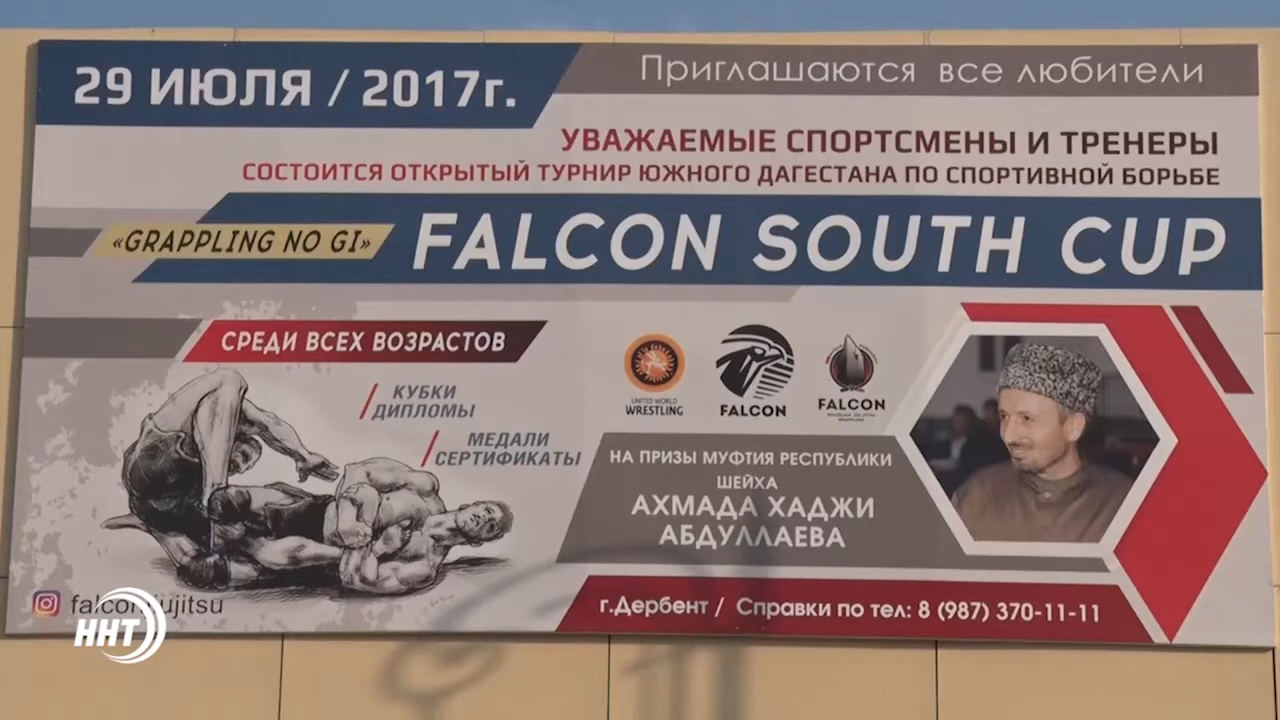 29 ИЮЛЯ / 2017г.
Приглашаются все любители
УВАЖАЕМЫЕ СПОРТСМЕНЫ И ТРЕНЕРЫ
СОСТОИТСЯ ОТКРЫТЫЙ ТУРНИР ЮЖНОГО ДАГЕСТАНА ПО СПОРТИВНОЙ БОРЬБЕ
«GRAPPLING NO GI»
FALCON SOUTH CUP
СРЕДИ ВСЕХ ВОЗРАСТОВ
КУБКИ
ДИПЛОМЫ
МЕДАЛИ
СЕРТИФИКАТЫ
UNITED WORLD
WRESTLING
FALCON
FALCON
НА ПРИЗЫ МУФТИЯ РЕСПУБЛИКИ
ШЕЙХА
АХМАДА ХАДЖИ
АБДУЛЛАЕВА
г.Дербент / Справки по тел: 8 (987) 370-11-11
ННТ